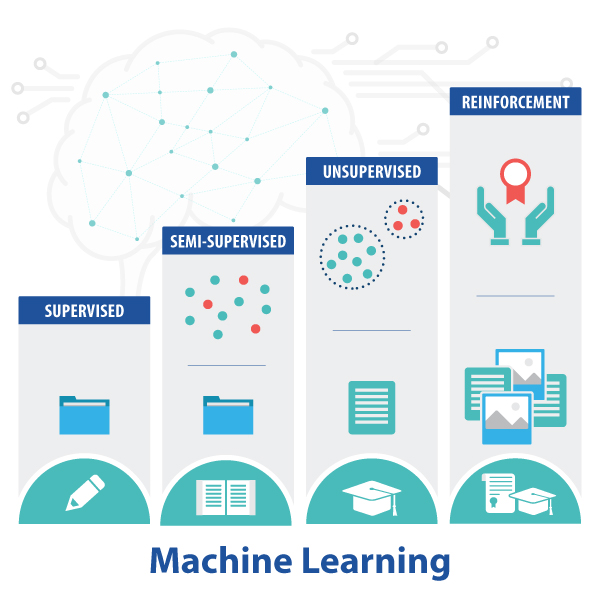 REINFORCEMENT
UNSUPERVISED
SEMI-SUPERVISED
SUPERVISED
Machine Learning